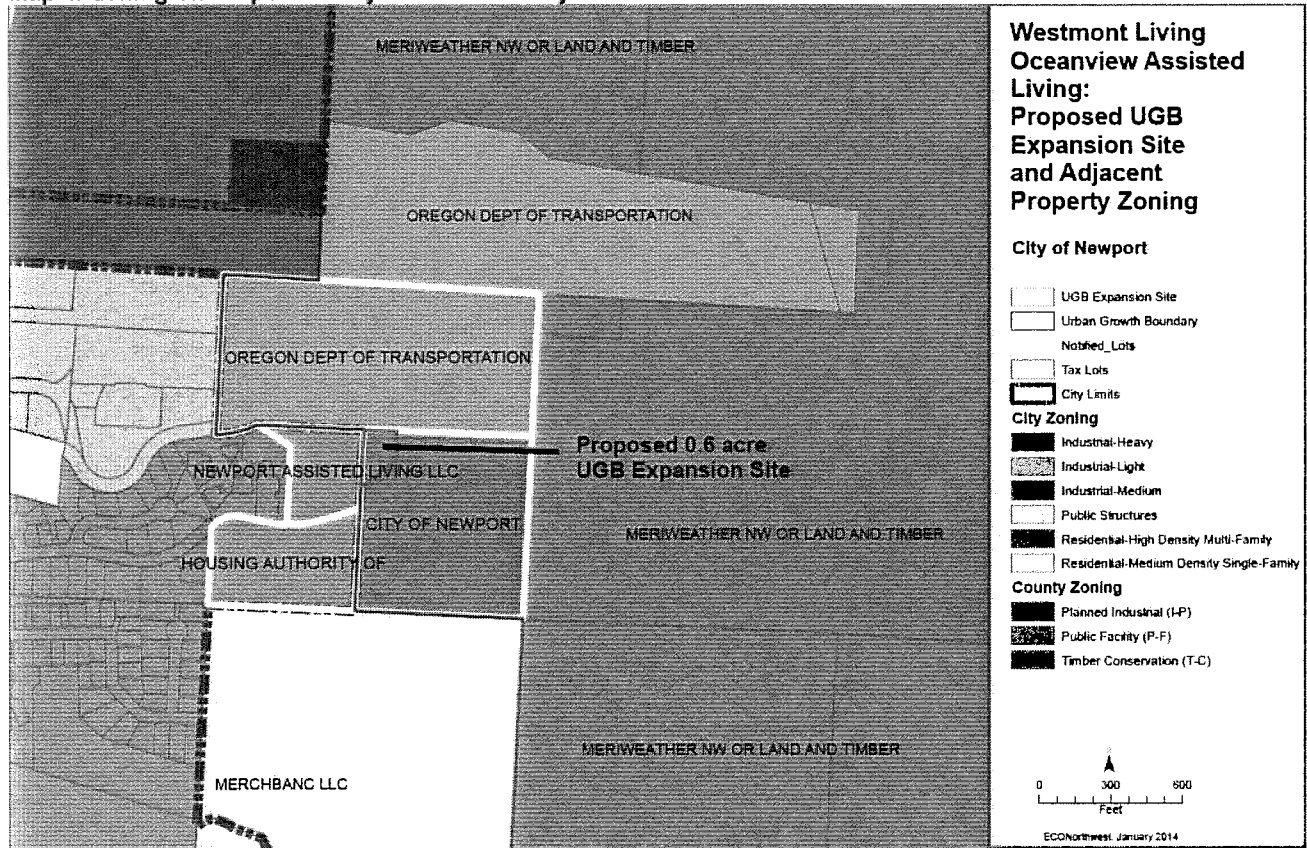 MERIWEATHER NW OR LAND AND TIMBER
OREGON DEPT OF TRANSPORTATION
OREGON DEPT OF TRANSPORTATION
Proposed 0.6 acre
UGB Expansion Site
NEWPORT ASSISTED LIVING LLC
CITY OF NEWPORT
MERIWEATHER NW OR LAND AND TIMBER
HOUSING AUTHORITY OF
MERIWEATHER NW OR LAND AND TIMBER
MERCHBANC LLC
Westmont Living
Oceanview Assisted
Living:
Proposed UGB
Expansion Site
and Adjacent
Property Zoning
City of Newport
UGB Expansion Site
Urban Growth Boundary
Notified_Lots
Tax Lots
City Limits
City Zoning
Industrial-Heavy
Industrial-Light
Industrial-Medium
Public Structures
Residential-High Density Multi-Family
Residential-Medium Density Single-Family
County Zoning
Planned Industrial (I-P)
Public Facility (P-F)
Timber Conservation (T-C)
0 300 600
Feet
ECONorthwest, January 2014